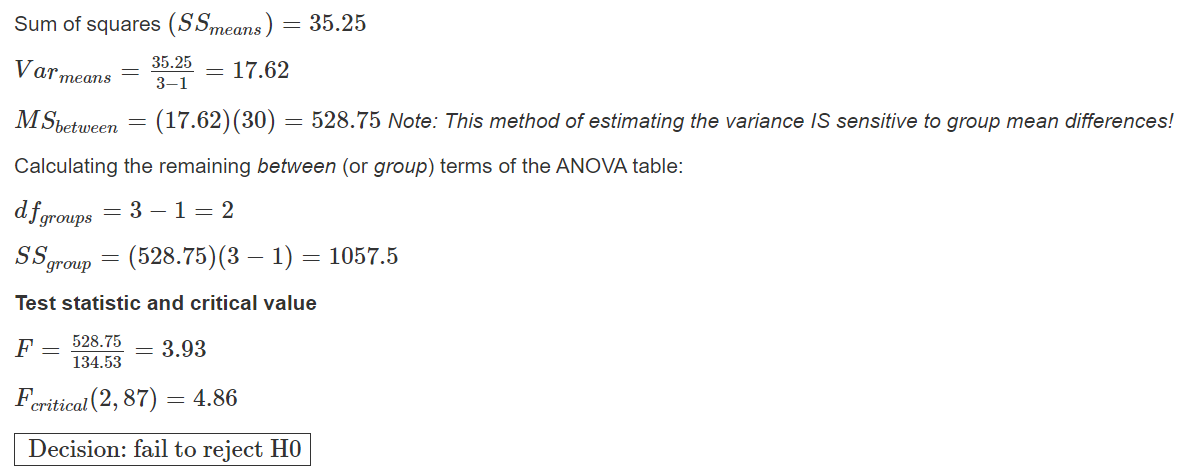 Sum of squares (SS_means) = 35.25
Var_means = 35.25/3−1 = 17.62
MS_between = (17.62)(30) = 528.75 Note: This method of estimating the variance IS sensitive to group mean differences!
Calculating the remaining between (or group) terms of the ANOVA table:
df_groups = 3 − 1 = 2
SS_group = (528.75)(3 − 1) = 1057.5
Test statistic and critical value
F = 528.75/134.53 = 3.93
F_critical(2, 87) = 4.86
Decision: fail to reject H0